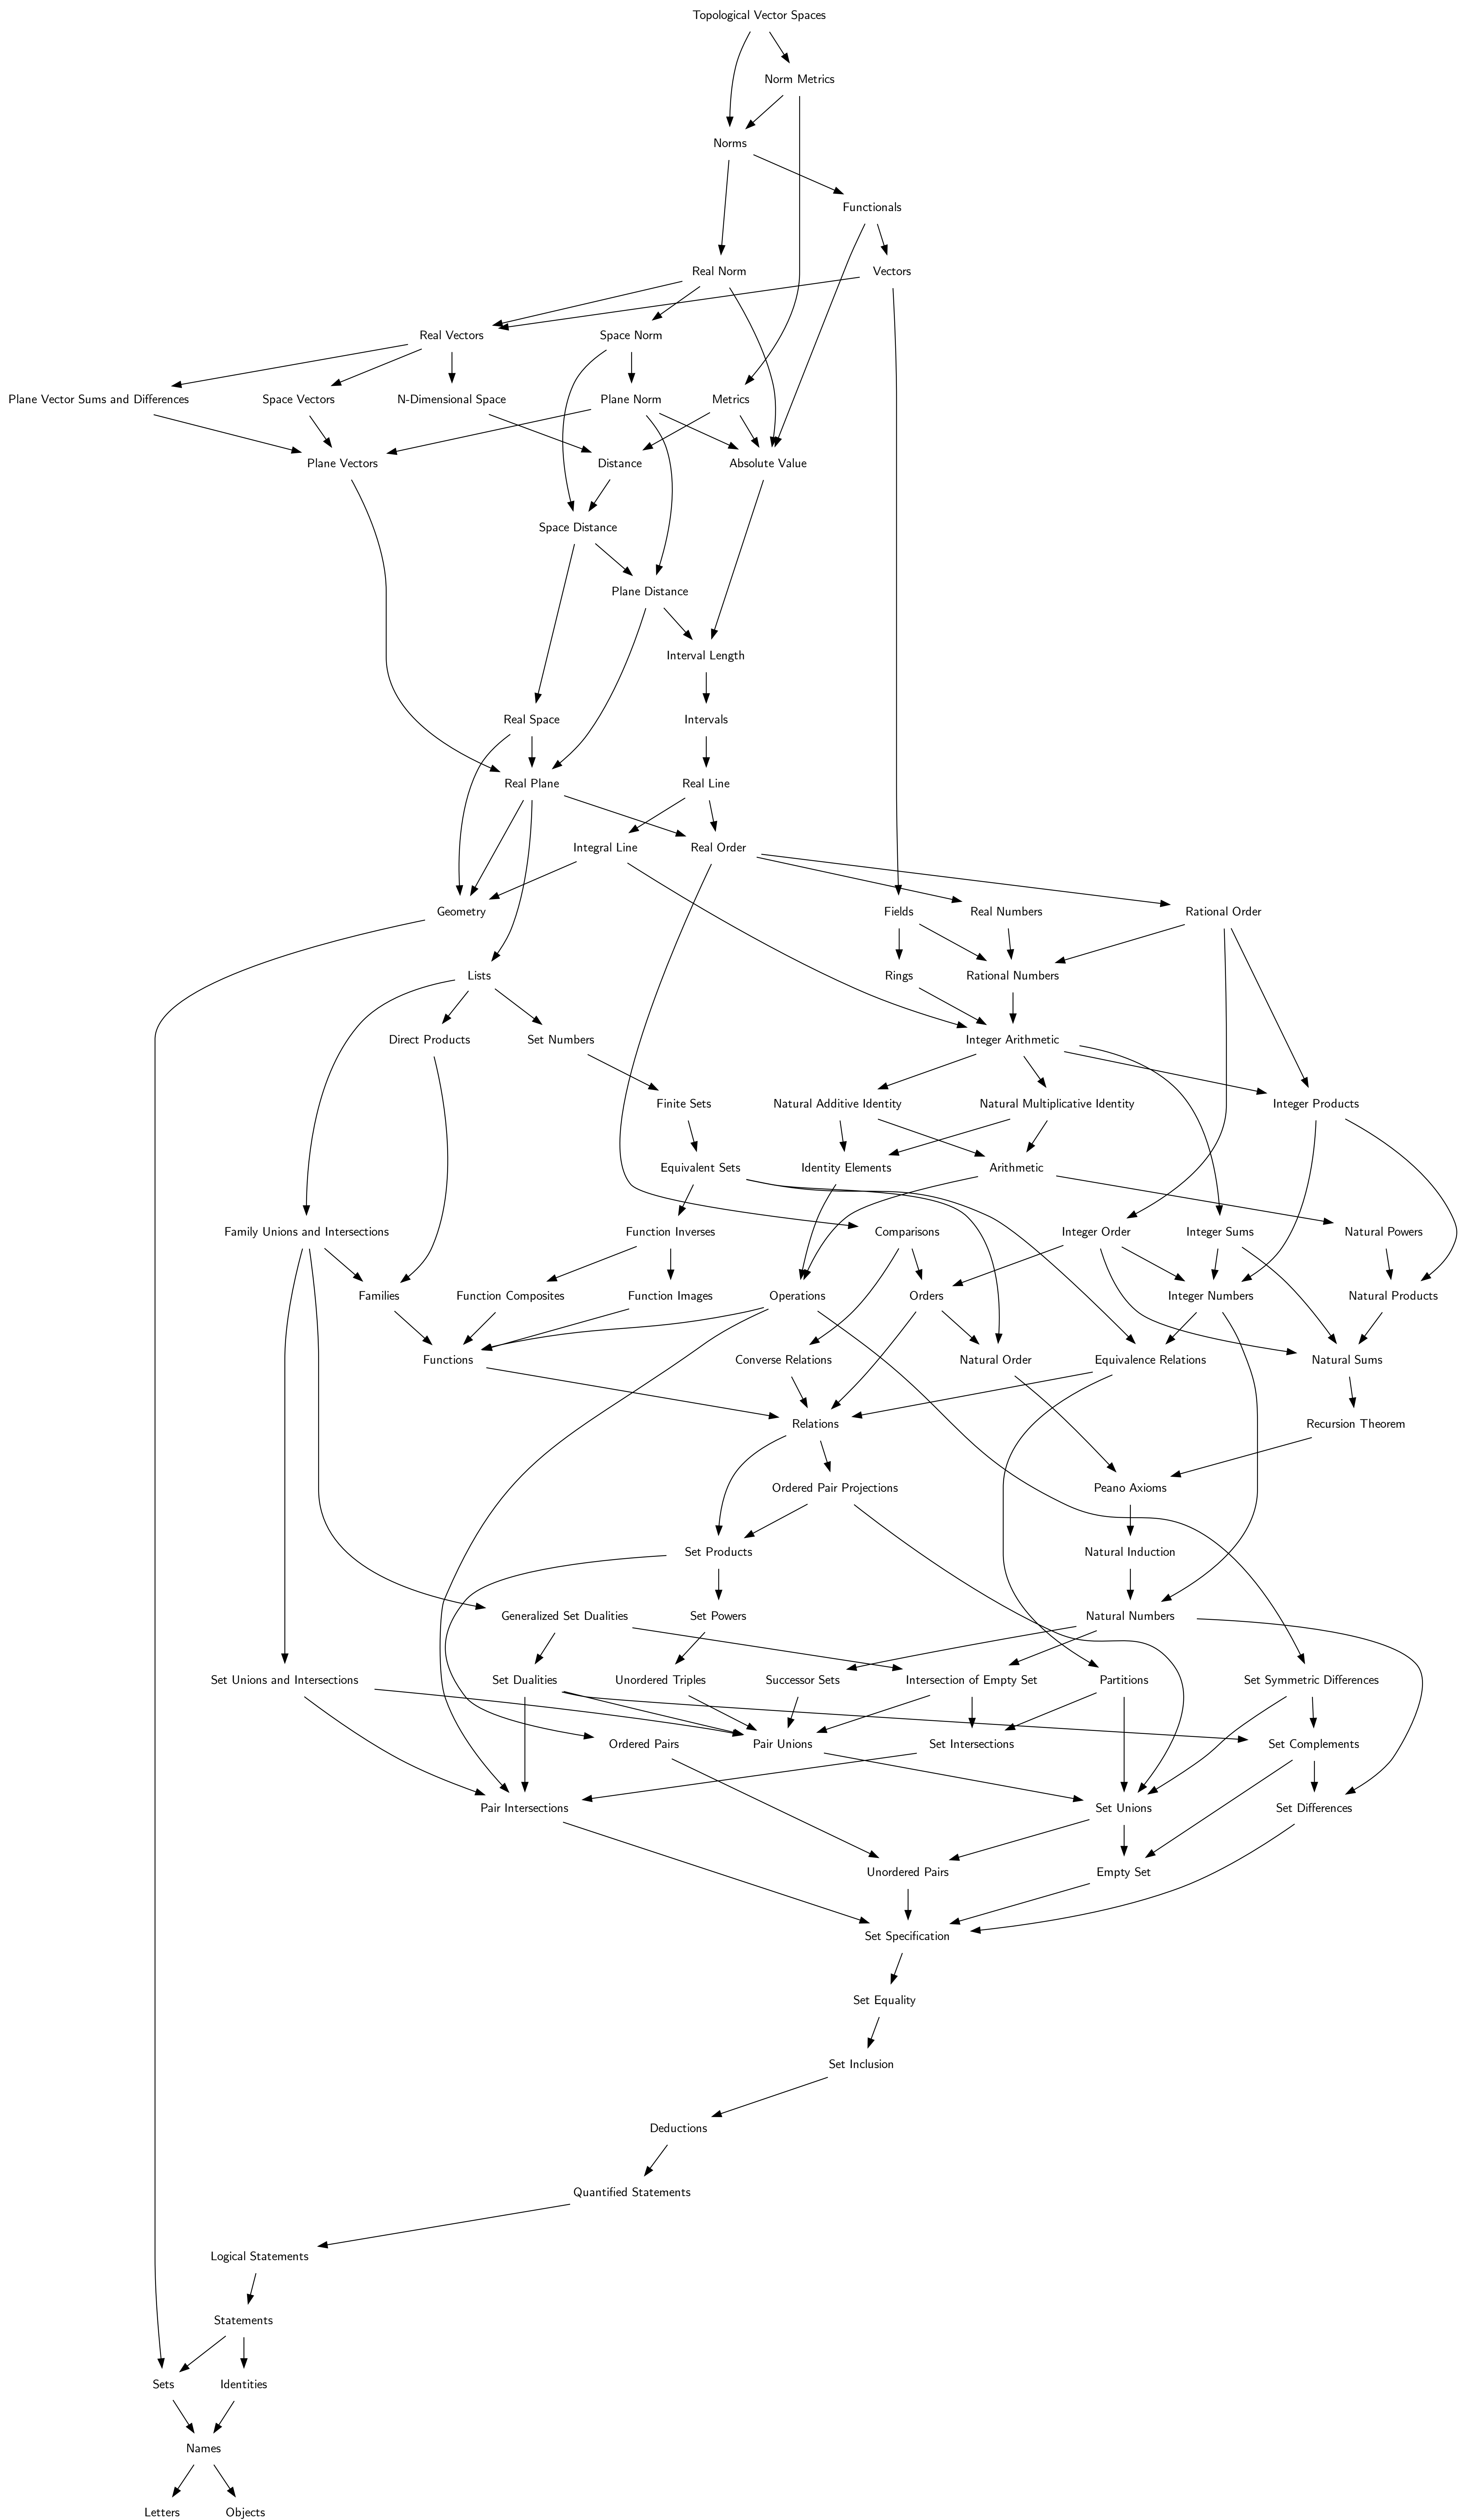 Topological Vector Spaces
Norm Metrics
Norms
Functionals
Real Norm
Vectors
Real Vectors
Space Norm
Plane Vector Sums and Differences
Space Vectors
N-Dimensional Space
Plane Norm
Metrics
Plane Vectors
Distance
Absolute Value
Space Distance
Plane Distance
Interval Length
Real Space
Intervals
Real Plane
Real Line
Integral Line
Real Order
Geometry
Fields
Real Numbers
Rational Order
Lists
Rings
Rational Numbers
Direct Products
Set Numbers
Integer Arithmetic
Finite Sets
Natural Additive Identity
Natural Multiplicative Identity
Integer Products
Equivalent Sets
Identity Elements
Arithmetic
Family Unions and Intersections
Function Inverses
Comparisons
Integer Order
Integer Sums
Natural Powers
Families
Function Composites
Function Images
Operations
Orders
Integer Numbers
Natural Products
Functions
Converse Relations
Natural Order
Equivalence Relations
Natural Sums
Relations
Recursion Theorem
Ordered Pair Projections
Peano Axioms
Set Products
Natural Induction
Generalized Set Dualities
Set Powers
Natural Numbers
Set Unions and Intersections
Set Dualities
Unordered Triples
Successor Sets
Intersection of Empty Set
Partitions
Set Symmetric Differences
Ordered Pairs
Pair Unions
Set Intersections
Set Complements
Pair Intersections
Set Unions
Set Differences
Unordered Pairs
Empty Set
Set Specification
Set Equality
Set Inclusion
Deductions
Quantified Statements
Logical Statements
Statements
Sets
Identities
Names
Letters
Objects